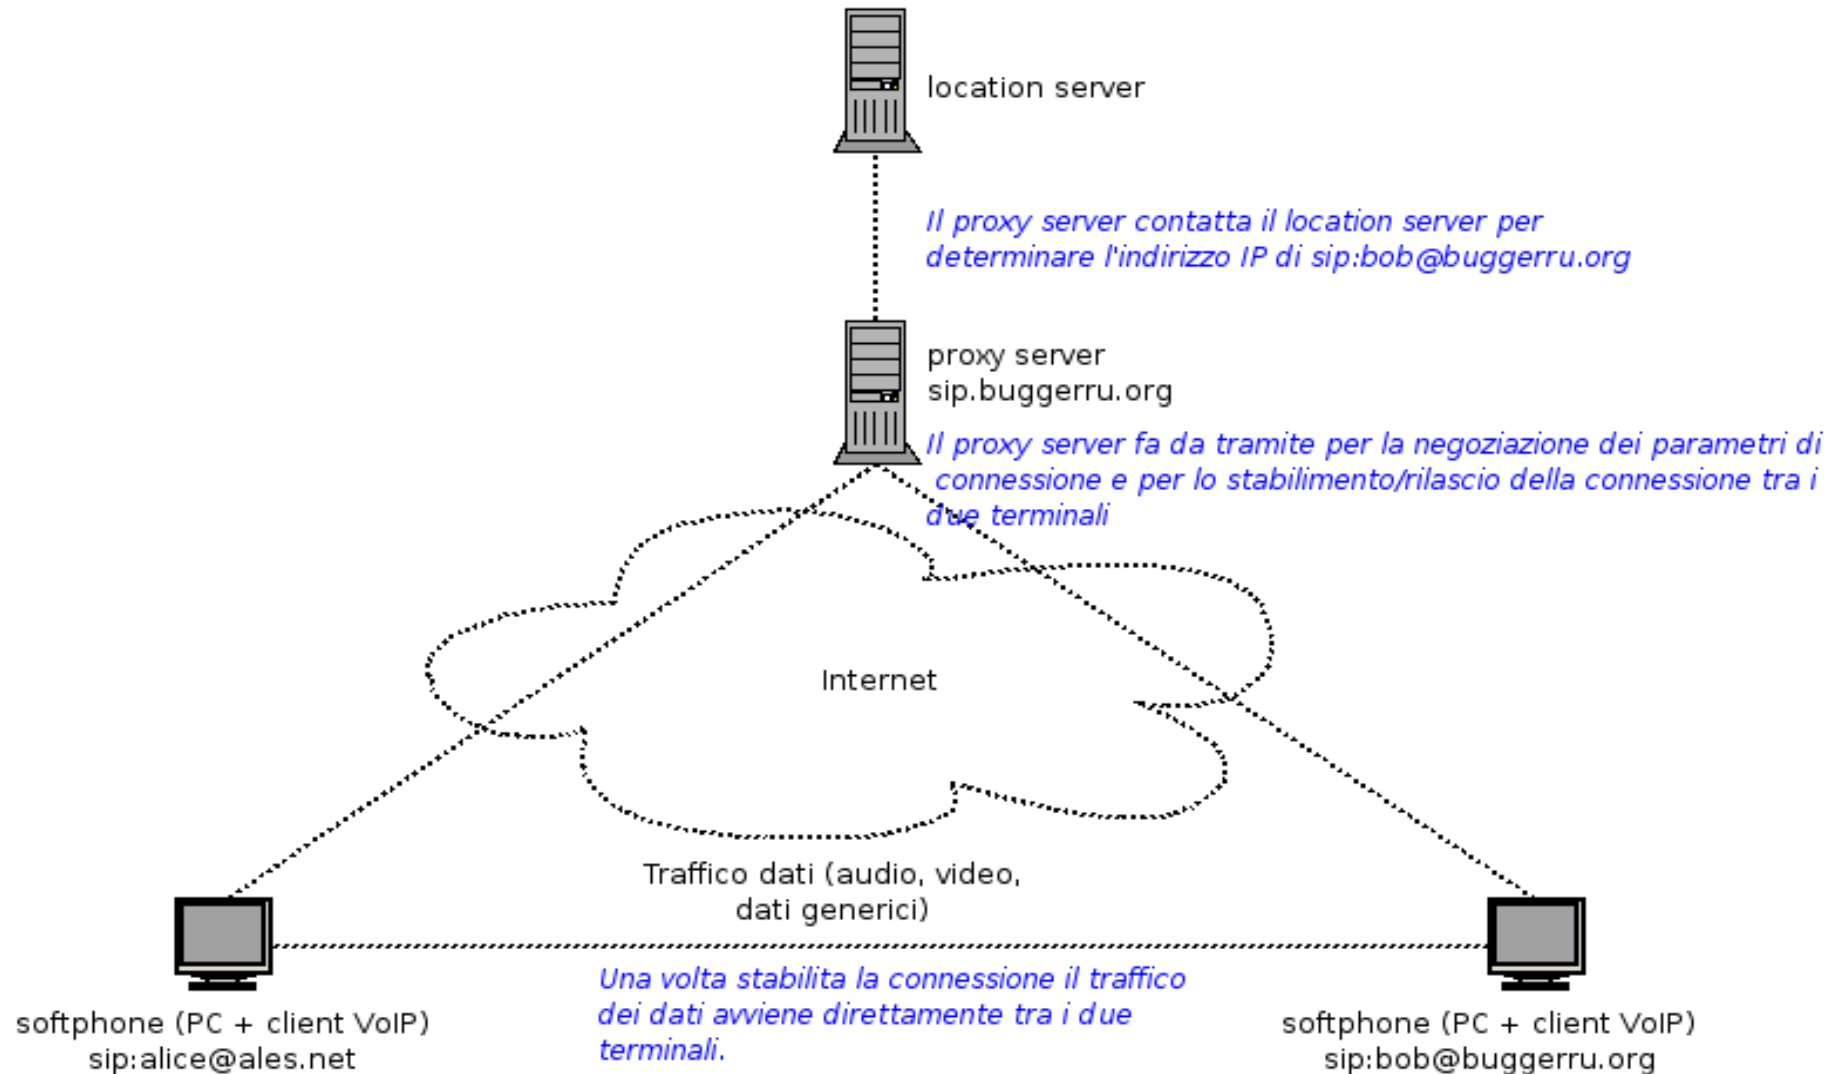 location server
Il proxy server contatta il location server per
determinare l'indirizzo IP di sip:bob@buggerru.org
proxy server
sip.buggerru.org
Il proxy server fa da tramite per la negoziazione dei parametri di
connessione e per lo stabilimento/rilascio della connessione tra i
due terminali
Internet
Traffico dati (audio, video,
dati generici)
Una volta stabilita la connessione il traffico
dei dati avviene direttamente tra i due
terminali.
softphone (PC + client VoIP)
sip:alice@ales.net
softphone (PC + client VoIP)
sip:bob@buggerru.org